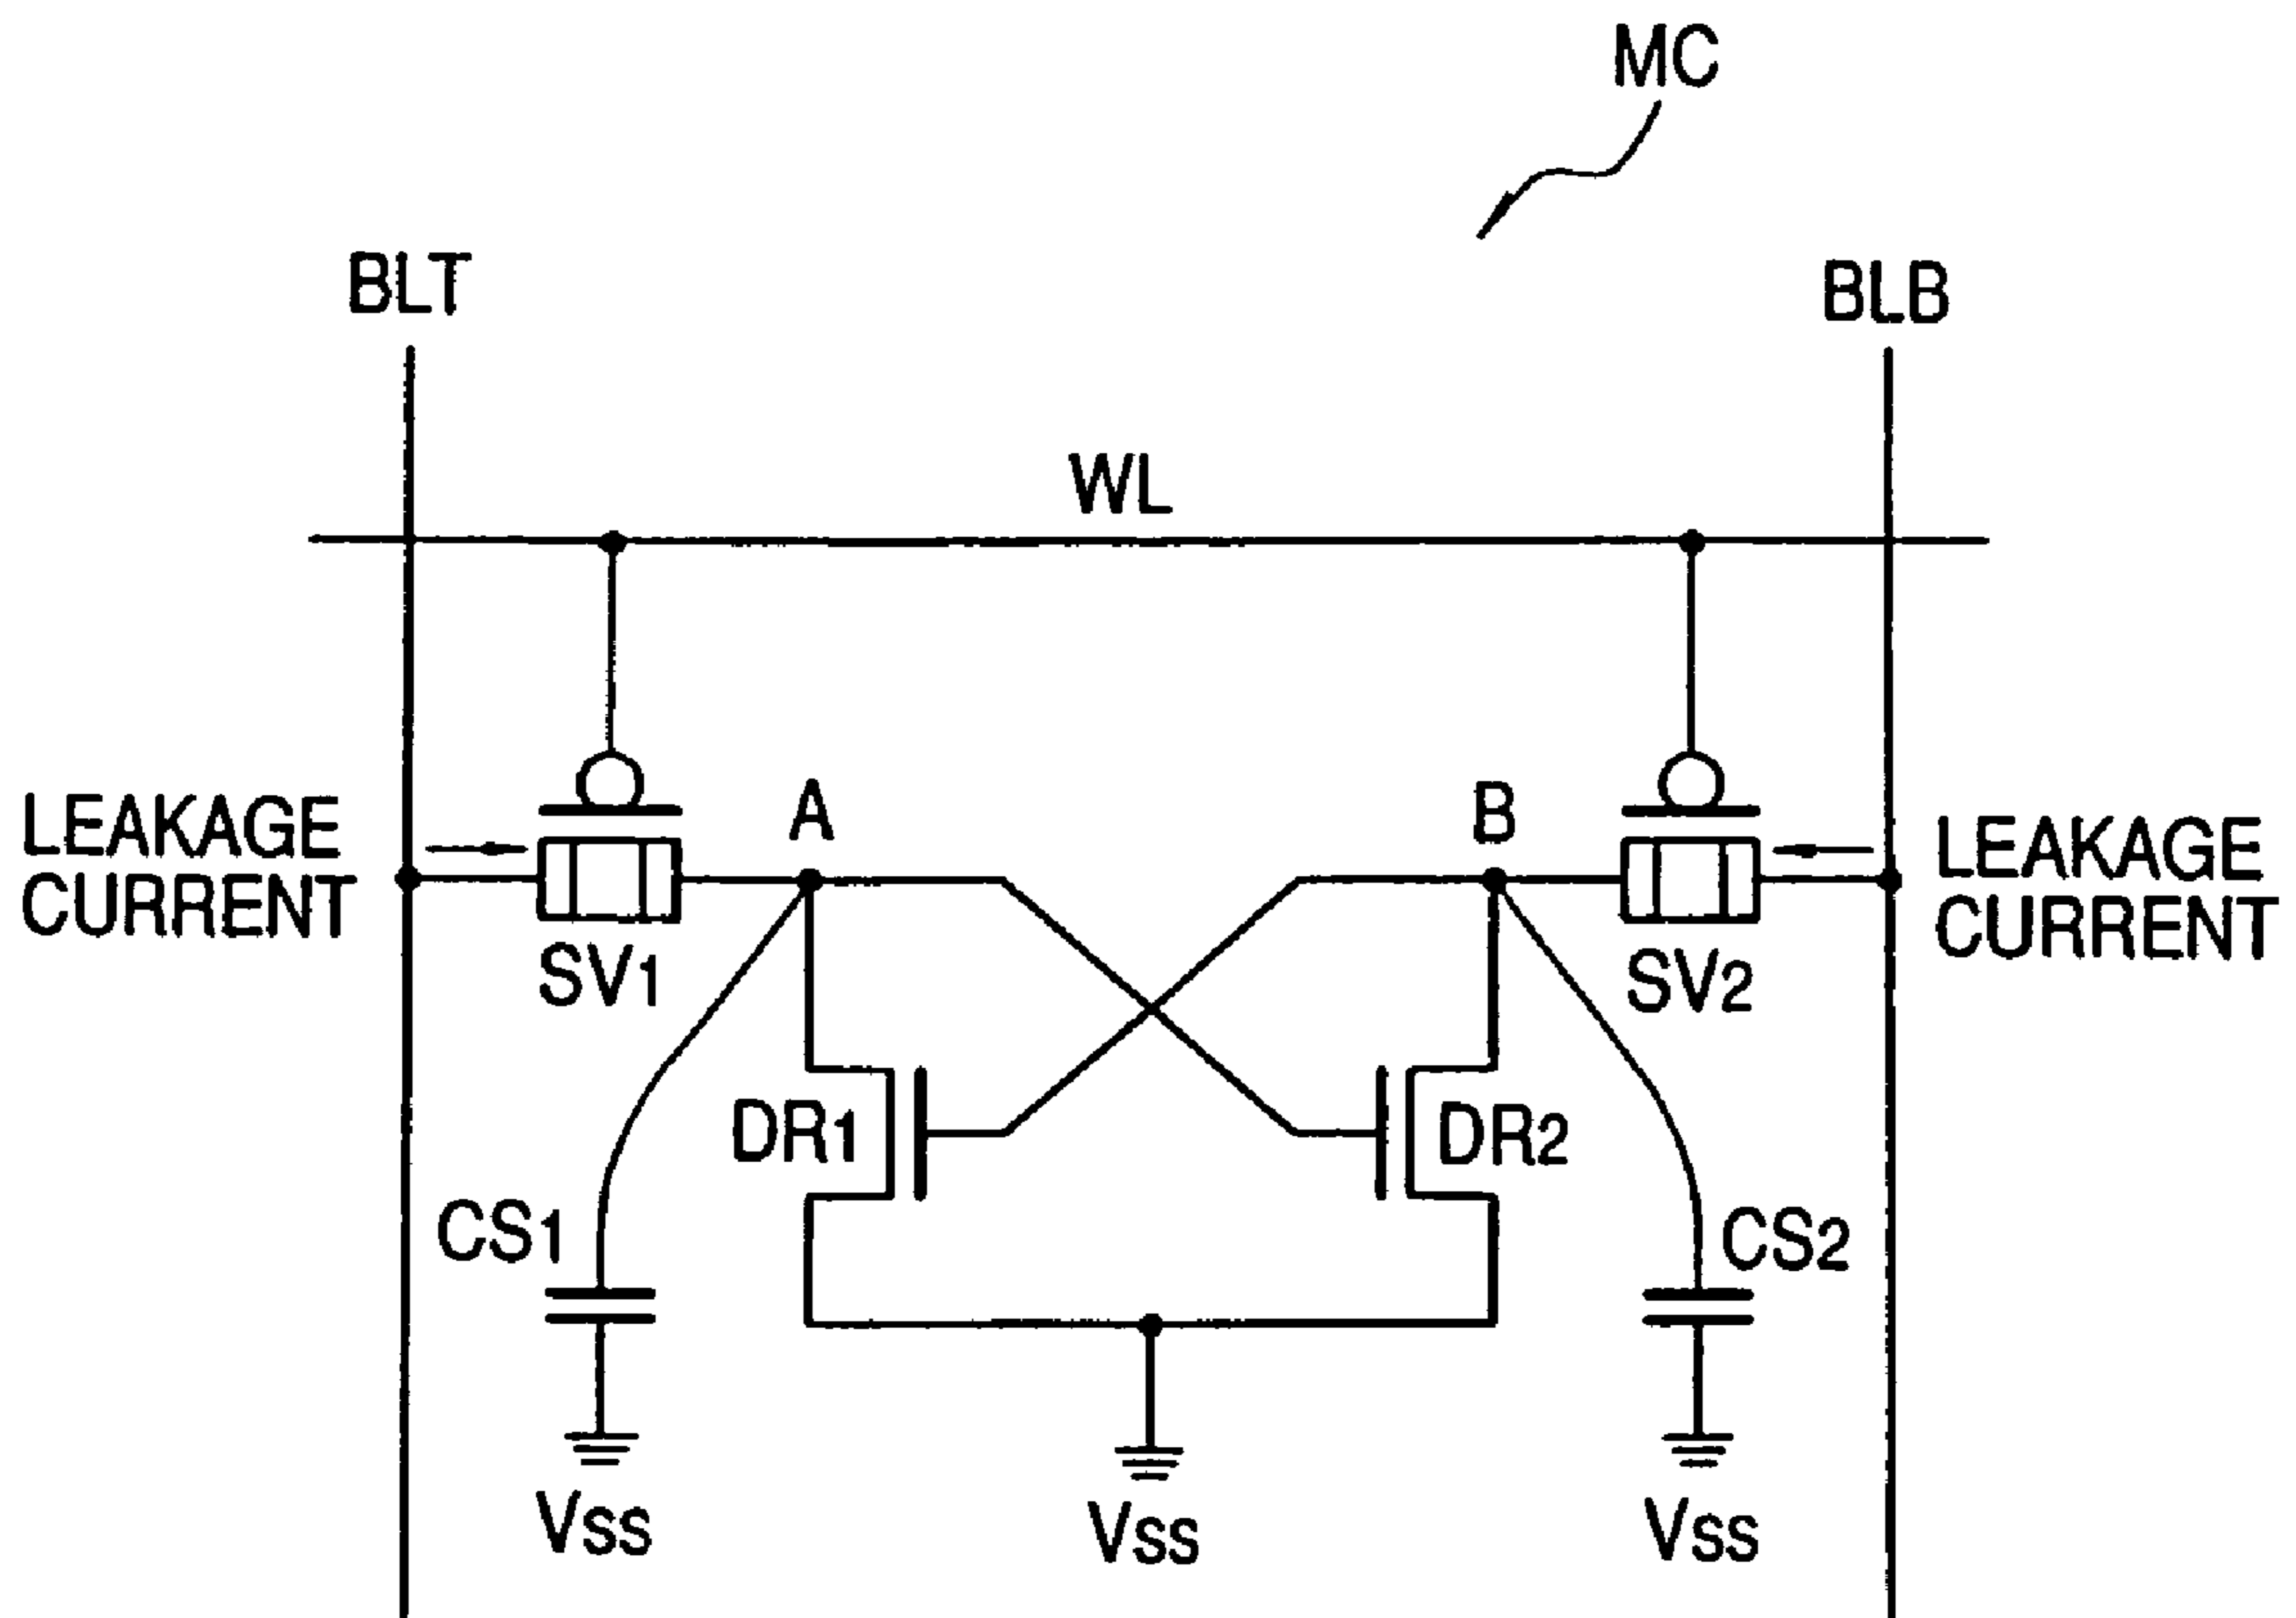 MC
BLT
BLB
WL
LEAKAGE
CURRENT
A
B
LEAKAGE
CURRENT
SV1
SV2
DR1
DR2
CS1
CS2
Vss
Vss
Vss